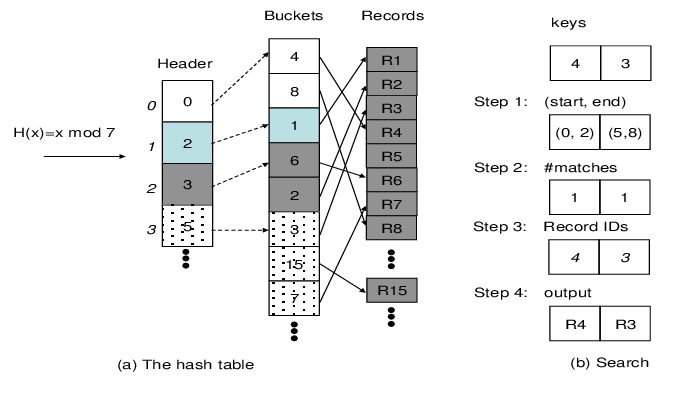 Buckets
Records
keys
Header
4
8
1
6
2
3
15
7
R1
R2
R3
R4
R5
R6
R7
R8
R15
H(x)=x mod 7
0
1
2
3
0
2
3
5
4 3
Step 1: (start, end)
(0, 2) (5,8)
Step 2: #matches
1 1
Step 3: Record IDs
4 3
Step 4: output
R4 R3
(a) The hash table
(b) Search